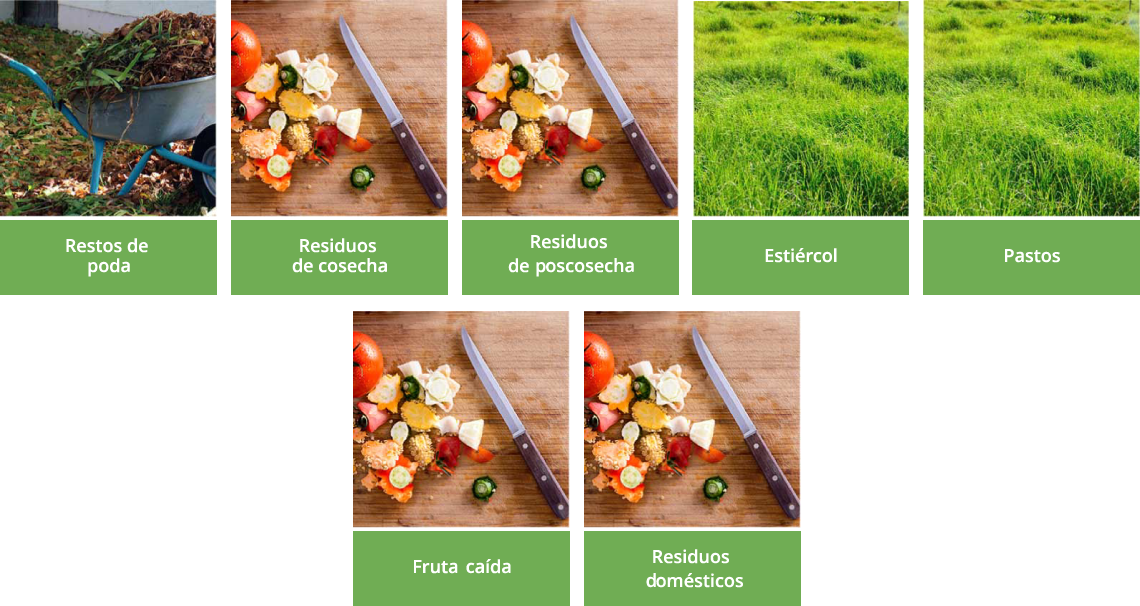 Restos de
poda
Residuos
de cosecha
Residuos
de poscosecha
Estiércol
Pastos
Fruta caída
Residuos
domésticos